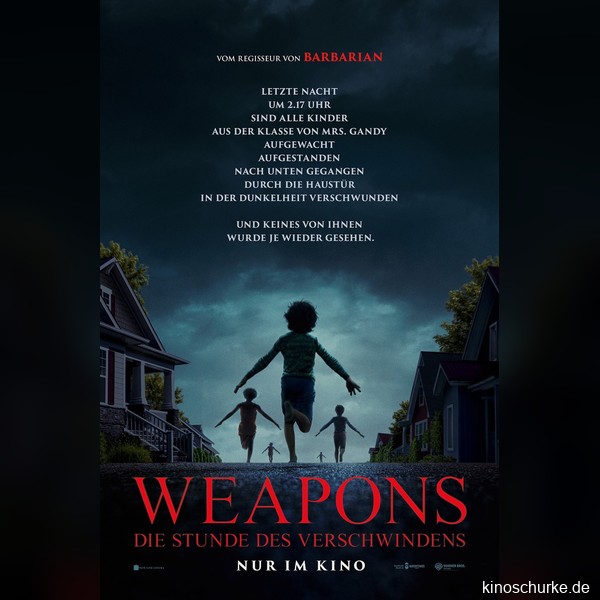 VOM REGISSEUR VON BARBARIAN
LETZTE NACHT
UM 2.17 UHR
SIND ALLE KINDER
AUS DER KLASSE VON MRS. GANDY
AUFGEWACHT
AUFGESTANDEN
NACH UNTEN GEGANGEN
DURCH DIE HAUSTÜR
IN DER DUNKELHEIT VERSCHWUNDEN
UND KEINES VON IHNEN
WURDE JE WIEDER GESEHEN.
WEAPONS
DIE STUNDE DES VERSCHWINDENS
NUR IM KINO
kinoschurke.de